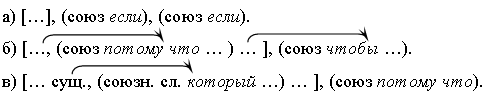 а) […], (союз если), (союз если).
б) […, (союз потому что … ) … ], (союз чтобы …).
в) [… сущ., (союзн. сл. который …) … ], (союз потому что).